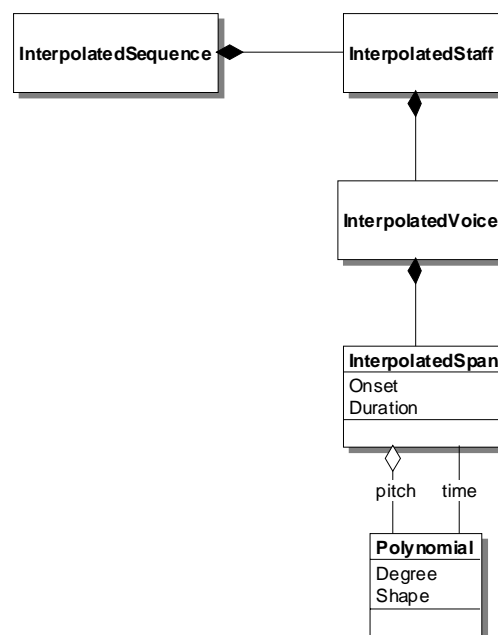 InterpolatedSequence
InterpolatedStaff
InterpolatedVoice
InterpolatedSpan
Onset
Duration
pitch
time
Polynomial
Degree
Shape